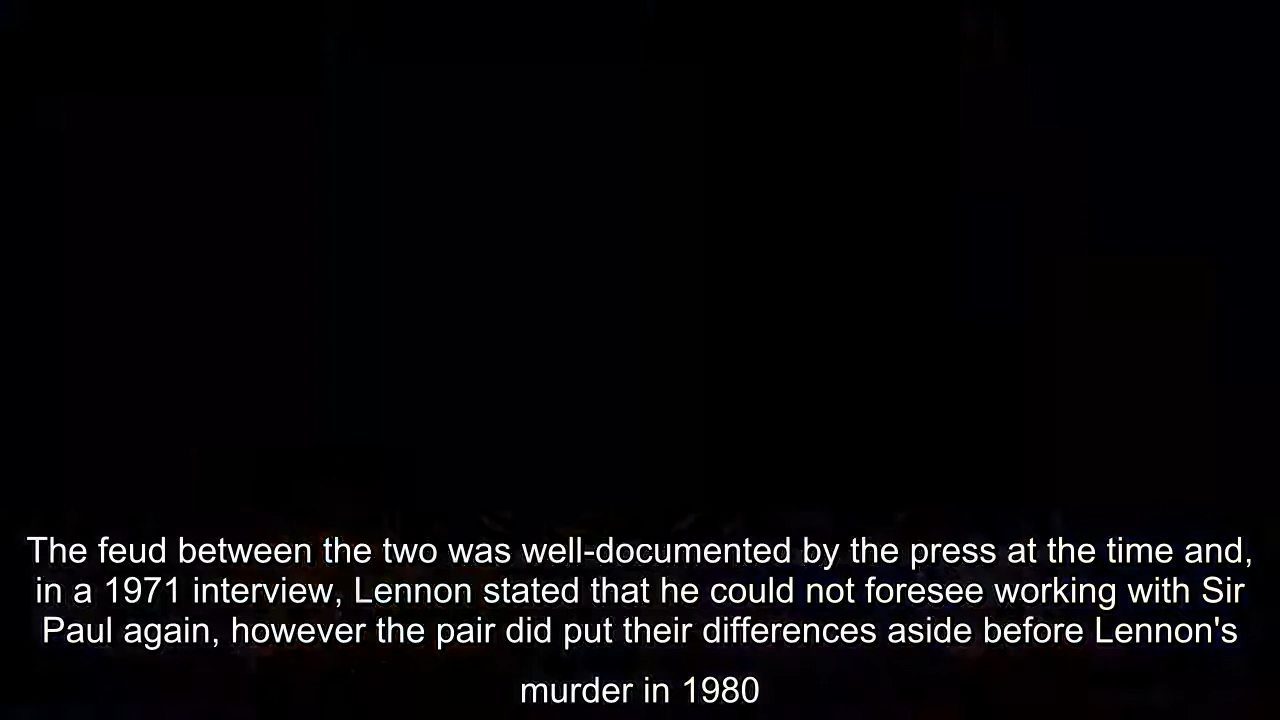 The feud between the two was well-documented by the press at the time and,
in a 1971 interview, Lennon stated that he could not foresee working with Sir
Paul again, however the pair did put their differences aside before Lennon's
murder in 1980